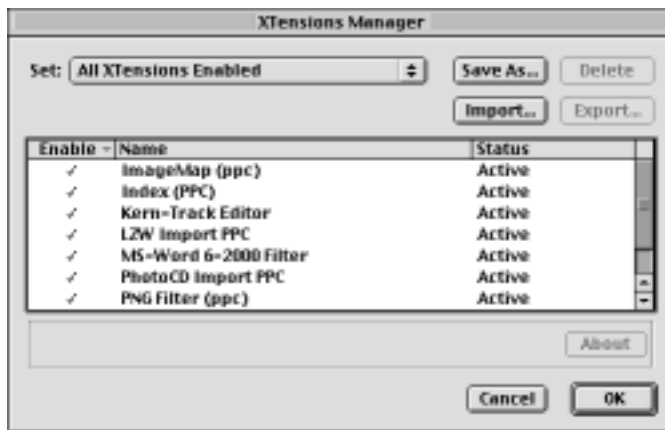 XTensions Manager
Set: All XTensions Enabled Save As... Delete
Import... Export...
Enable Name Status
✓ ImageMap (ppc) Active
✓ Index (PPC) Active
✓ Kern-Track Editor Active
✓ LZW Import PPC Active
✓ MS-Word 6-2000 Filter Active
✓ PhotoCD Import PPC Active
✓ PNG Filter (ppc) Active
About
Cancel OK